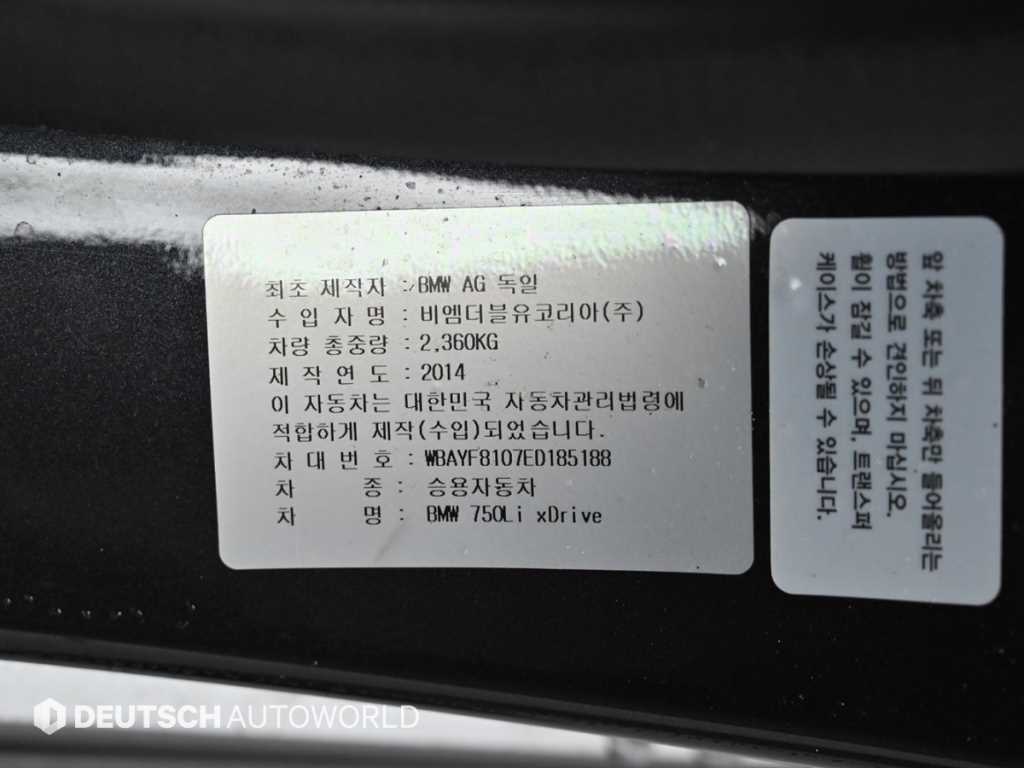 최초 제작자 : BMW AG 독일
수 입 자 명 : 비엠더블유코리아(주)
차량 총중량 : 2,360KG
제 작 연 도 : 2014
이 자동차는 대한민국 자동차관리법령에
적합하게 제작(수입)되었습니다.
차 대 번 호 : WBAYF8107ED185188
차 종 : 승용자동차
차 명 : BMW 750Li xDrive
앞 차축 또는 뒤 차축만 들어올리는
방법으로 견인하지 마십시오.
휠이 잠길 수 있으며, 트랜스퍼
케이스가 손상될 수 있습니다.
DEUTSCH AUTOWORLD